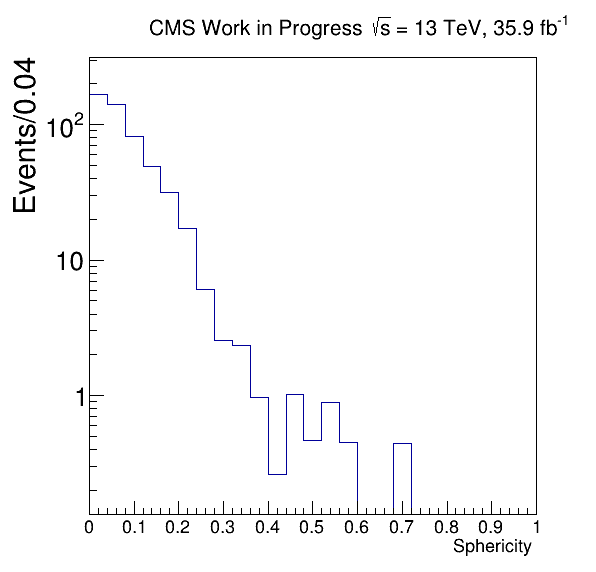 CMS Work in Progress √s = 13 TeV, 35.9 fb⁻¹
Events/0.04
10²
10
1
0 0.1 0.2 0.3 0.4 0.5 0.6 0.7 0.8 0.9 1
Sphericity